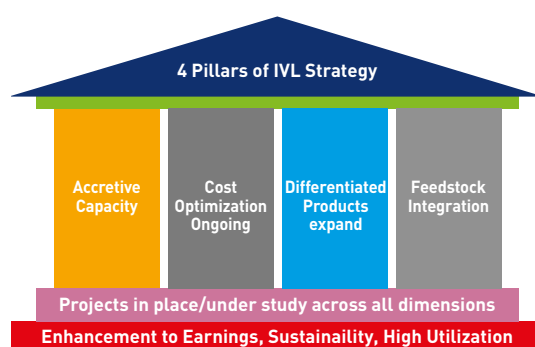 4 Pillars of IVL Strategy
Accretive
Capacity
Cost
Optimization
Ongoing
Differentiated
Products
expand
Feedstock
Integration
Projects in place/under study across all dimensions
Enhancement to Earnings, Sustainaility, High Utilization